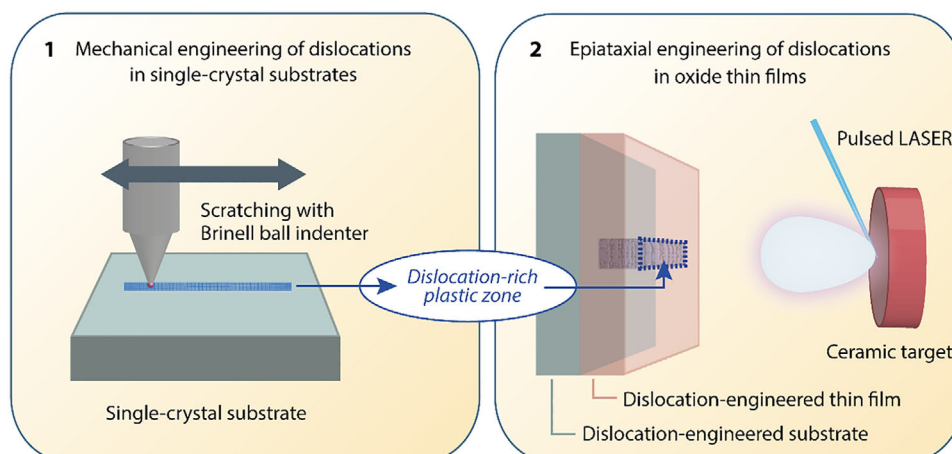 1 Mechanical engineering of dislocations
in single-crystal substrates
Scratching with
Brinell ball indenter
Single-crystal substrate
Dislocation-rich
plastic zone
2 Epiataxial engineering of dislocations
in oxide thin films
Pulsed LASER
Ceramic target
Dislocation-engineered thin film
Dislocation-engineered substrate